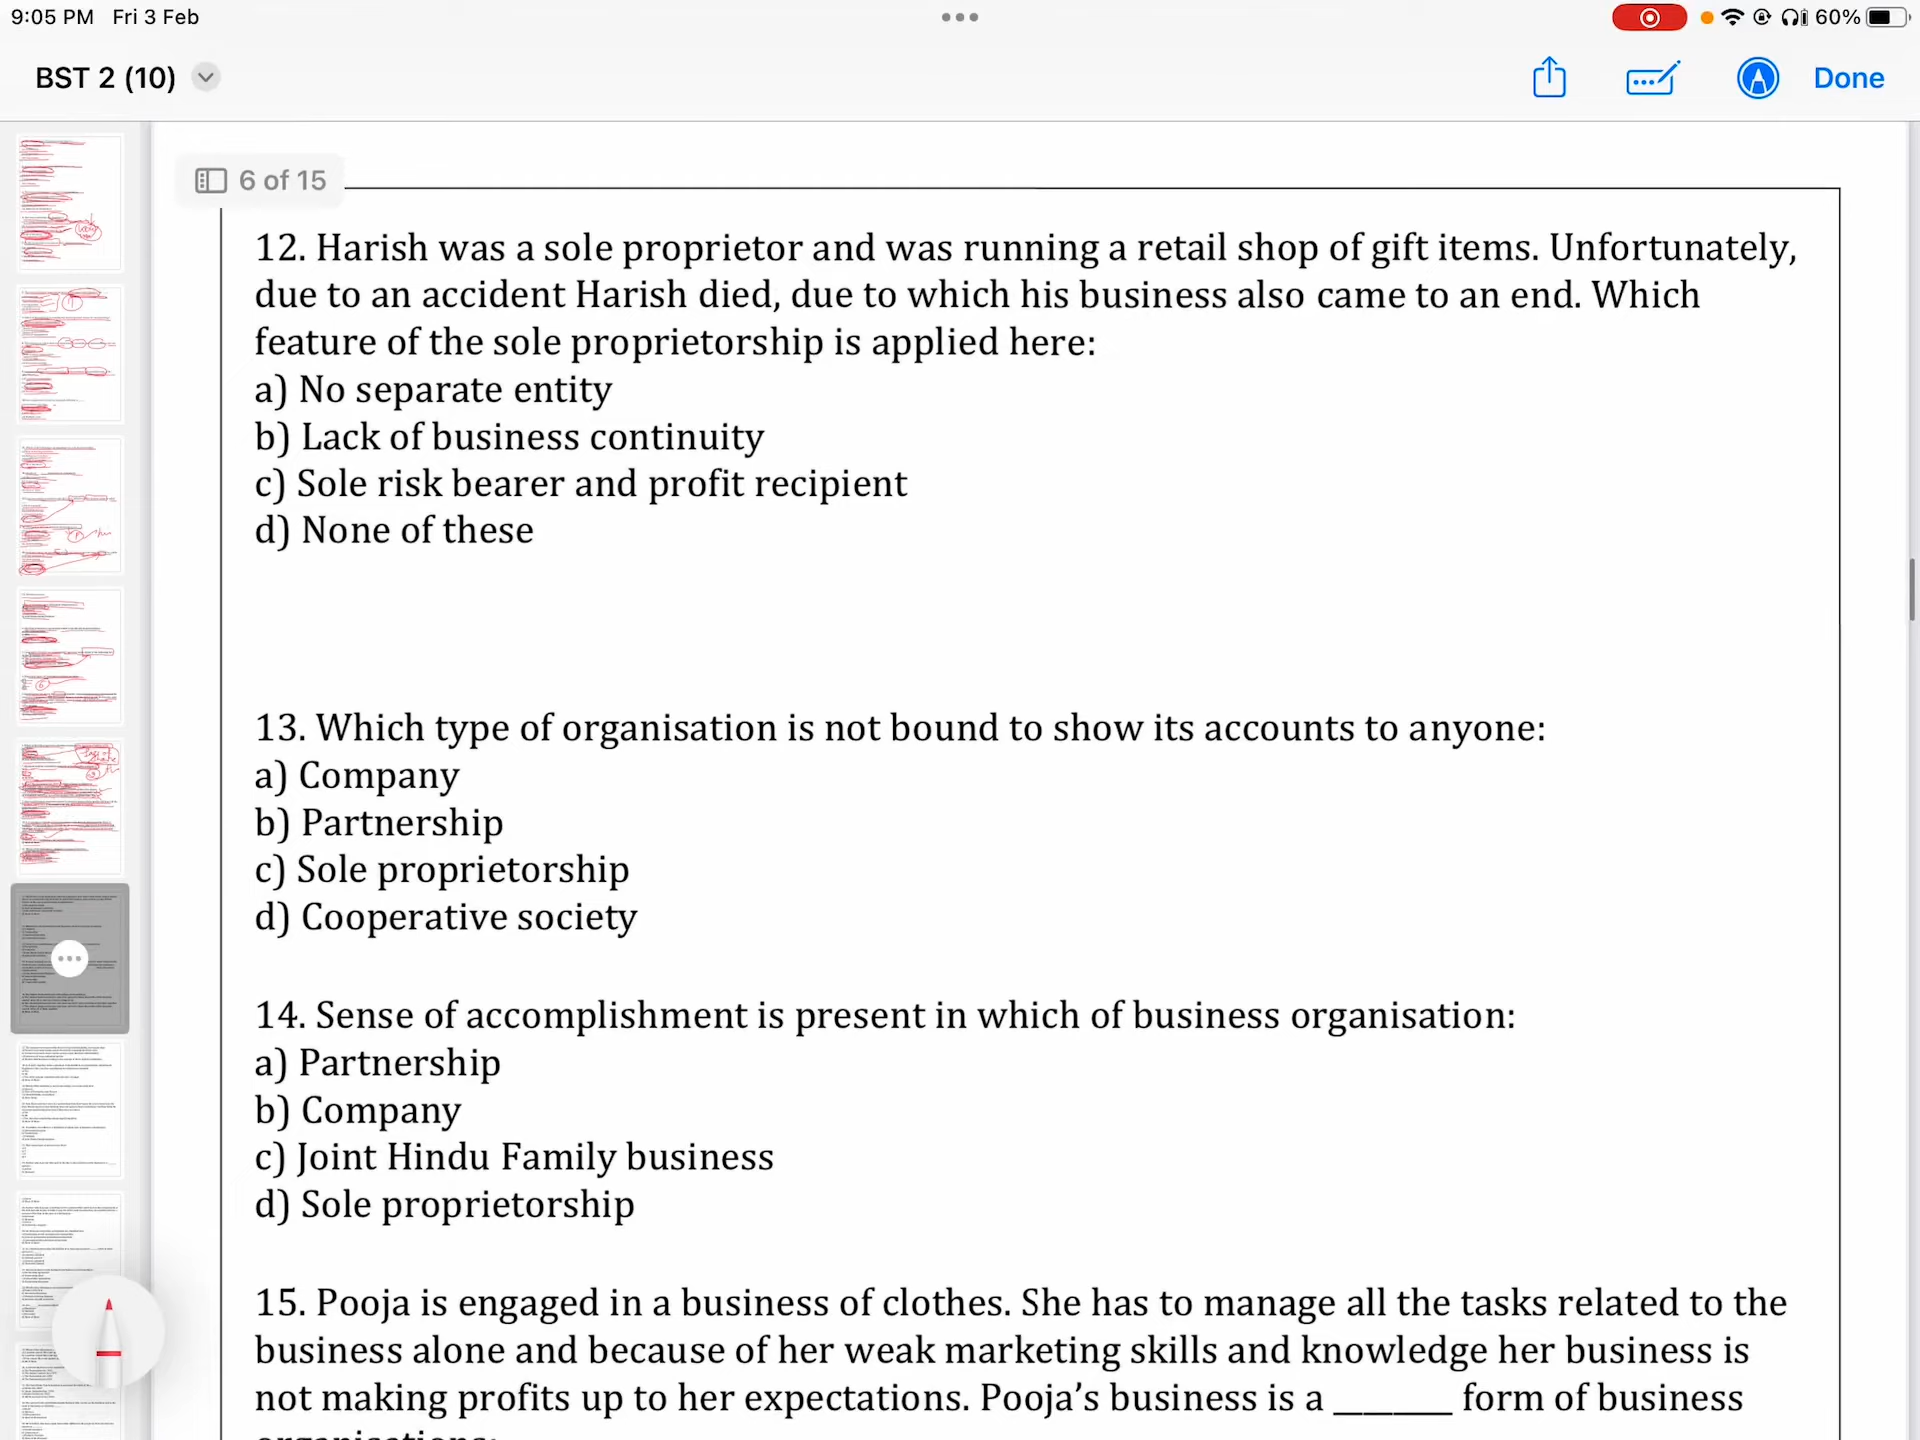 9:05 PM Fri 3 Feb
60%
BST 2 (10)
Done
6 of 15
12. Harish was a sole proprietor and was running a retail shop of gift items. Unfortunately,
due to an accident Harish died, due to which his business also came to an end. Which
feature of the sole proprietorship is applied here:
a) No separate entity
b) Lack of business continuity
c) Sole risk bearer and profit recipient
d) None of these
13. Which type of organisation is not bound to show its accounts to anyone:
a) Company
b) Partnership
c) Sole proprietorship
d) Cooperative society
14. Sense of accomplishment is present in which of business organisation:
a) Partnership
b) Company
c) Joint Hindu Family business
d) Sole proprietorship
15. Pooja is engaged in a business of clothes. She has to manage all the tasks related to the
business alone and because of her weak marketing skills and knowledge her business is
not making profits up to her expectations. Pooja's business is a ______ form of business